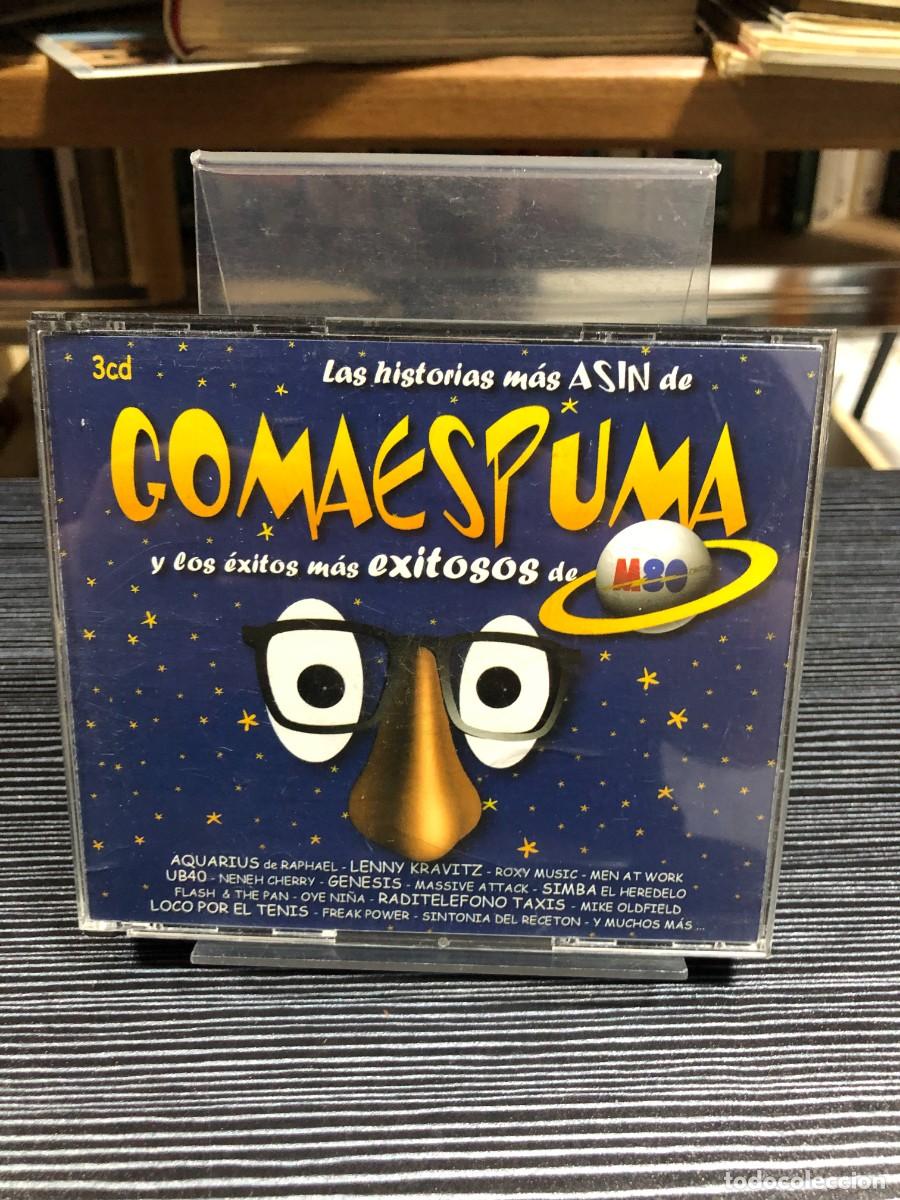 3cd
Las historias más ASIN de
GOMAESPUMA
y los éxitos más exitosos de
M80
AQUARIUS de RAPHAEL - LENNY KRAVITZ - ROXY MUSIC - MEN AT WORK
UB40 - NENEH CHERRY - GENESIS - MASSIVE ATTACK - SIMBA EL HEREDELO
FLASH & THE PAN - OYE NIÑA - RADITELEFONO TAXIS - MIKE OLDFIELD
LOCO POR EL TENIS - FREAK POWER - SINTONIA DEL RECETON - Y MUCHOS MÁS ...
todocoleccion